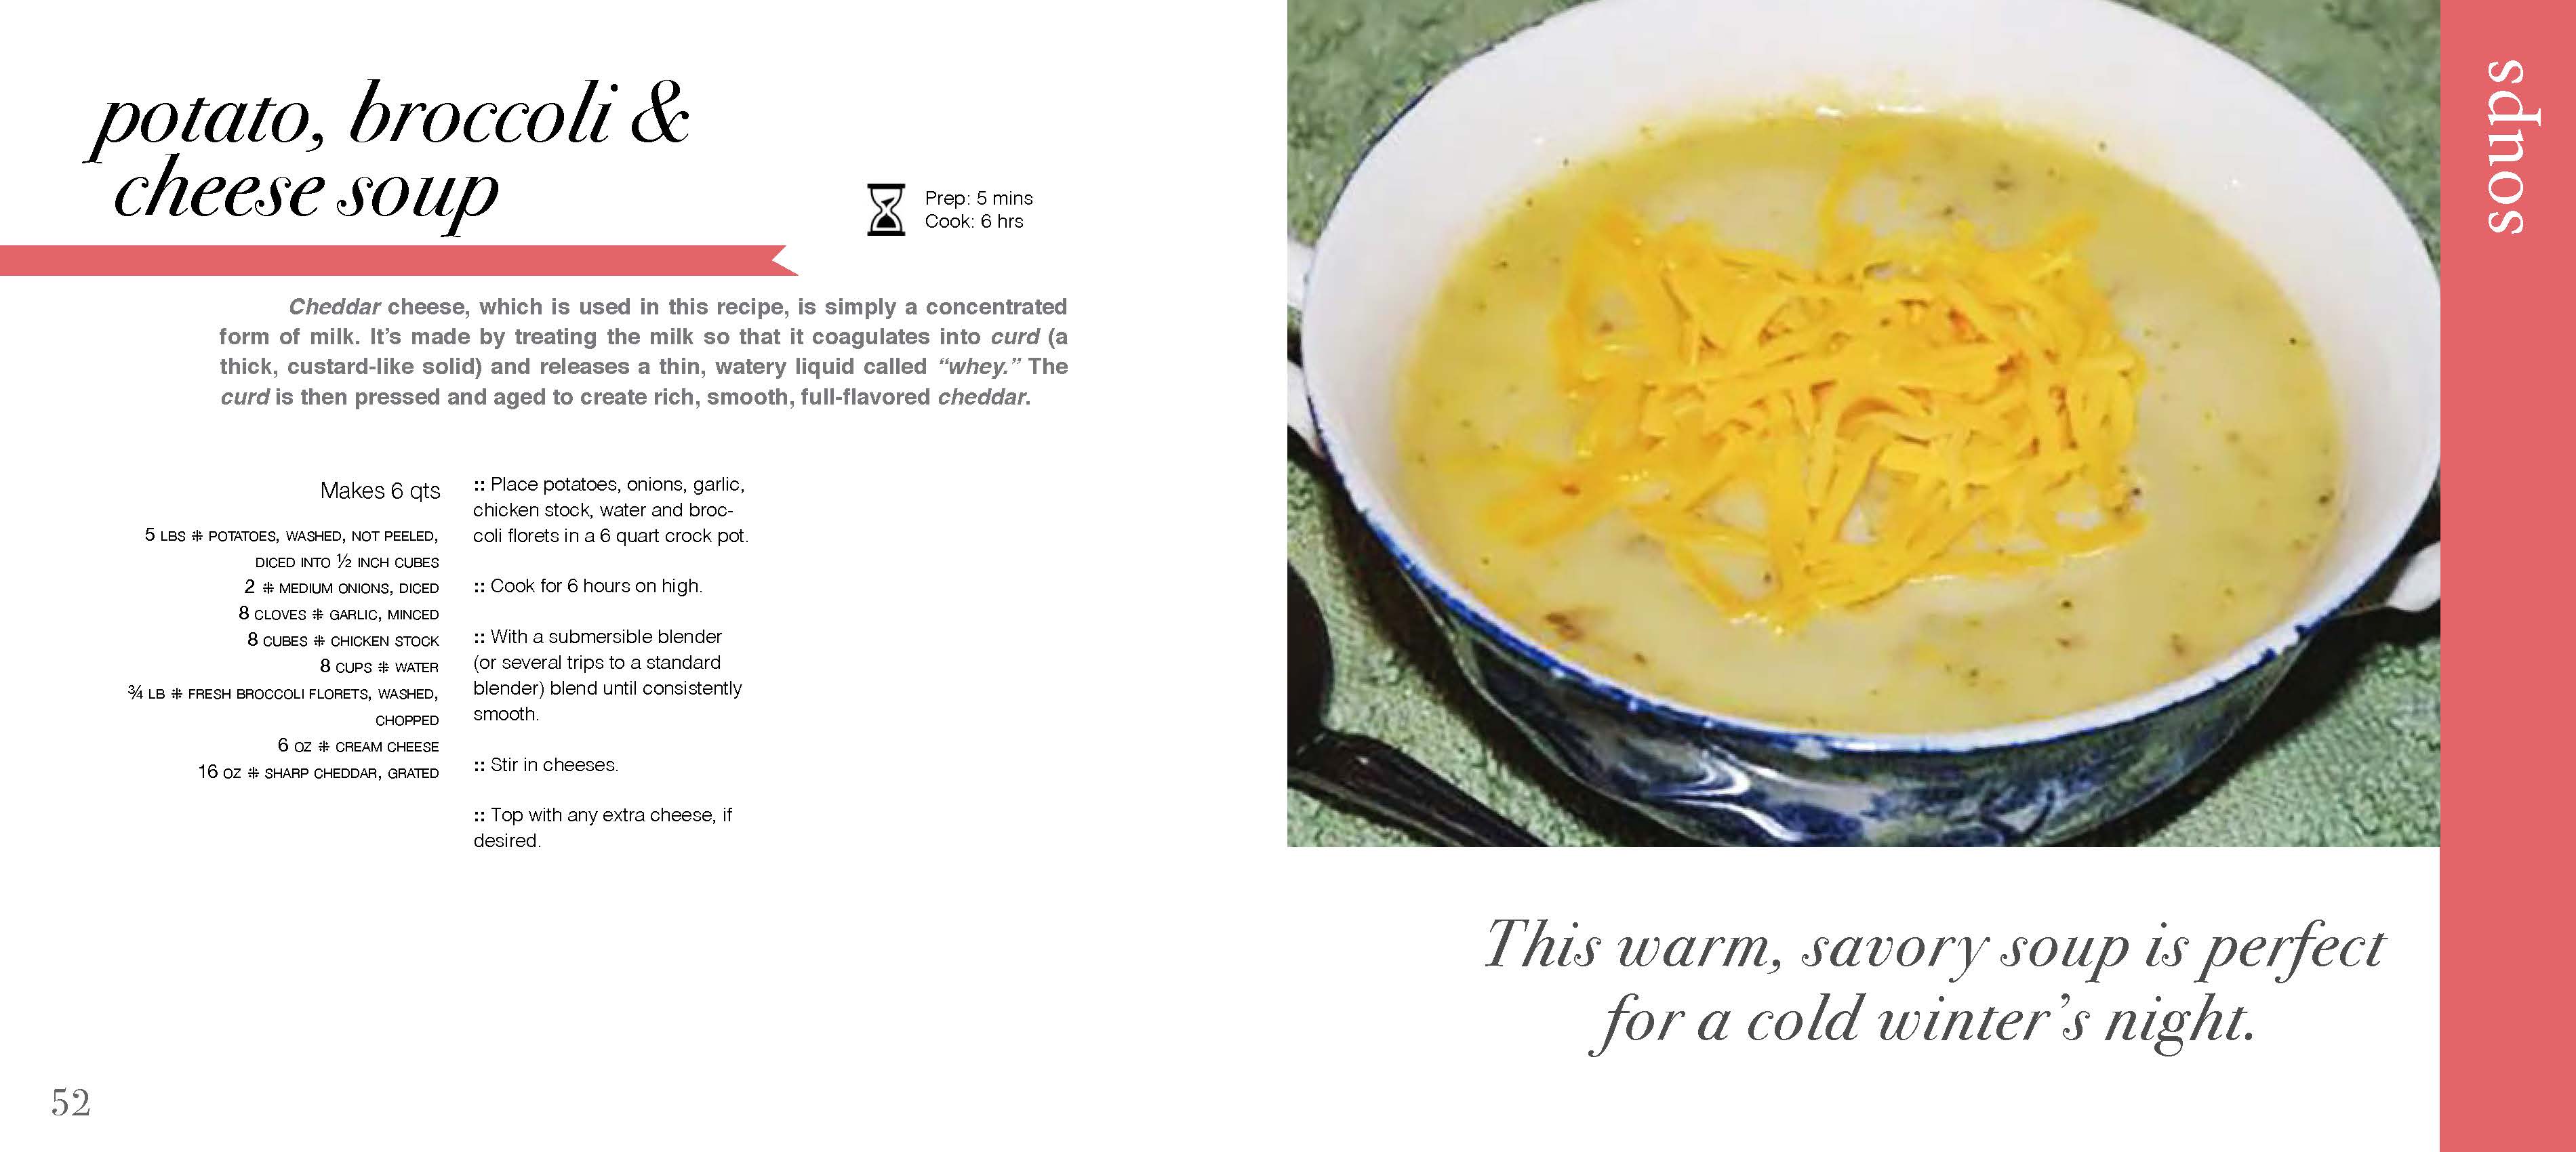 potato, broccoli &
cheese soup
Prep: 5 mins
Cook: 6 hrs
Cheddar cheese, which is used in this recipe, is simply a concentrated
form of milk. It’s made by treating the milk so that it coagulates into curd (a
thick, custard-like solid) and releases a thin, watery liquid called “whey.” The
curd is then pressed and aged to create rich, smooth, full-flavored cheddar.
Makes 6 qts
5 LBS ⁜ POTATOES, WASHED, NOT PEELED,
DICED INTO ½ INCH CUBES
2 ⁜ MEDIUM ONIONS, DICED
8 CLOVES ⁜ GARLIC, MINCED
8 CUBES ⁜ CHICKEN STOCK
8 CUPS ⁜ WATER
¾ LB ⁜ FRESH BROCCOLI FLORETS, WASHED,
CHOPPED
6 OZ ⁜ CREAM CHEESE
16 OZ ⁜ SHARP CHEDDAR, GRATED
:: Place potatoes, onions, garlic,
chicken stock, water and broc-
coli florets in a 6 quart crock pot.
:: Cook for 6 hours on high.
:: With a submersible blender
(or several trips to a standard
blender) blend until consistently
smooth.
:: Stir in cheeses.
:: Top with any extra cheese, if
desired.
52
soups
This warm, savory soup is perfect
for a cold winter’s night.